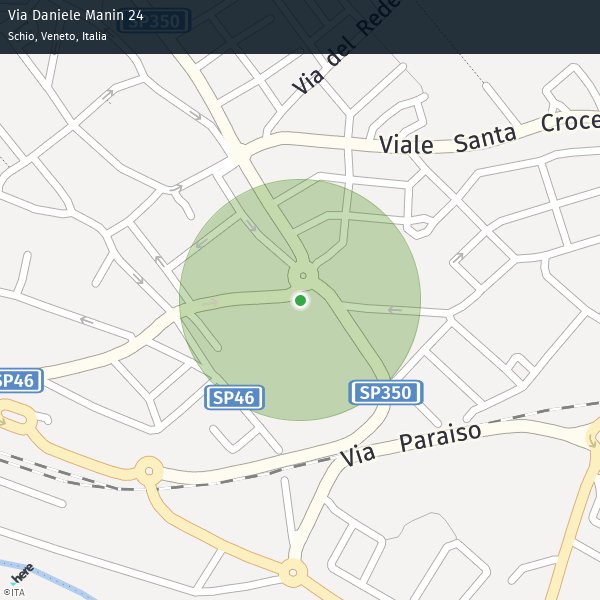 Via Daniele Manin 24
SP350
Schio, Veneto, Italia
Via del Rede
Viale Santa Croce
SP46
SP46
SP350
Via Paraiso
here
©ITA